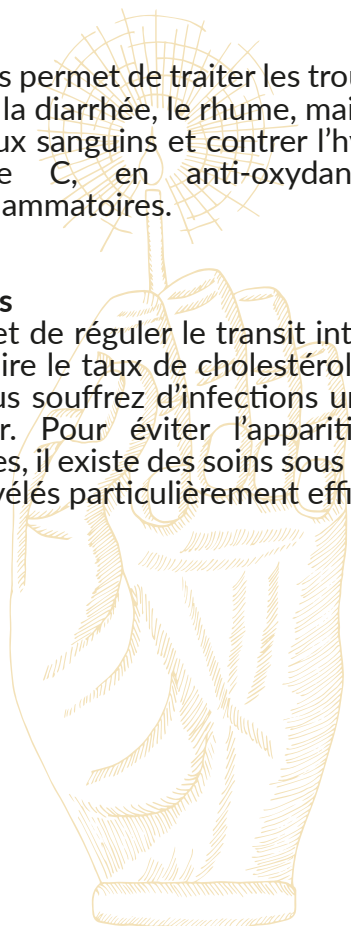 s permet de traiter les trou
la diarrhée, le rhume, mai
ux sanguins et contrer l'hy
e C, en anti-oxydan
ammatoires.
s
et de réguler le transit int
ire le taux de cholestérol
us souffrez d'infections ur
r. Pour éviter l'appariti
es, il existe des soins sous
vélés particulièrement effi